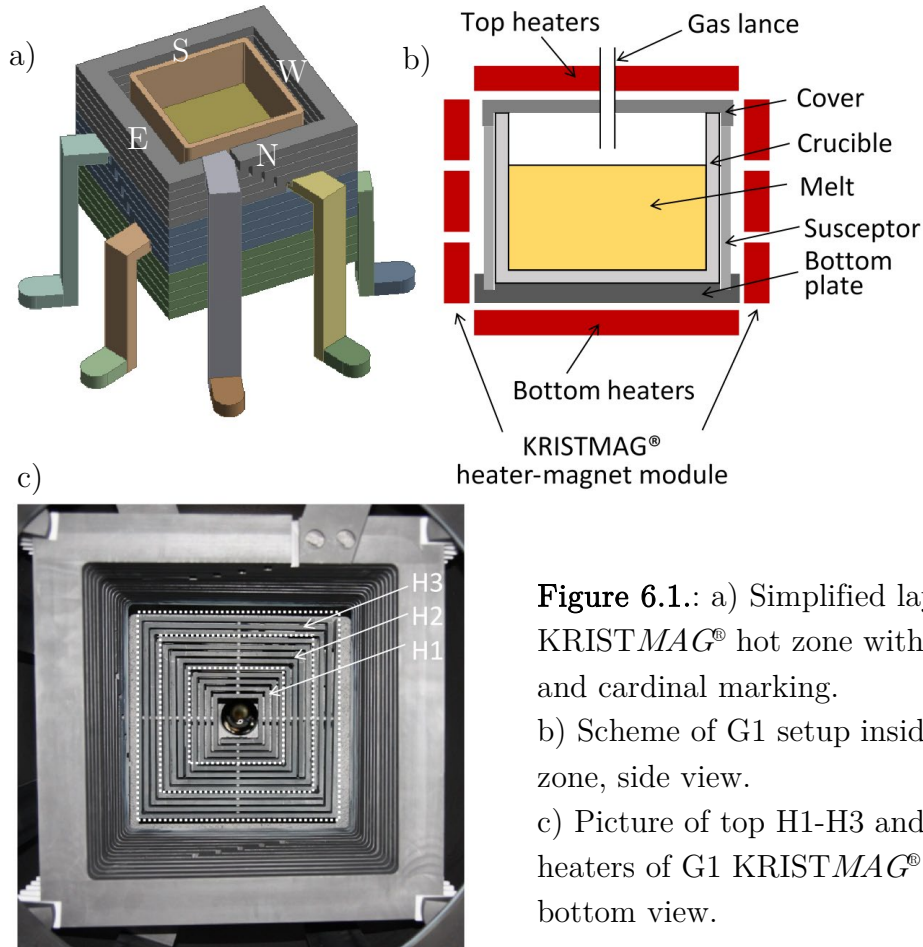 a)
S
W
E
N
b)
Top heaters
Gas lance
Cover
Crucible
Melt
Susceptor
Bottom
plate
Bottom heaters
KRISTMAG®
heater-magnet module
c)
H3
H2
H1
Figure 6.1.: a) Simplified lay
KRISTMAG® hot zone with
and cardinal marking.
b) Scheme of G1 setup insid
zone, side view.
c) Picture of top H1-H3 and
heaters of G1 KRISTMAG®
bottom view.